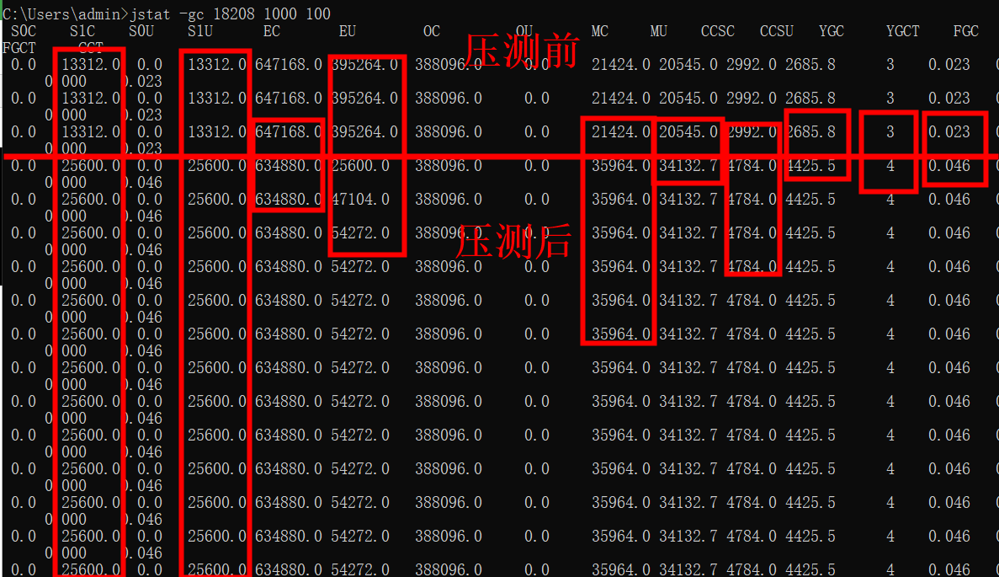 C:\Users\admin>jstat -gc 18208 1000 100
S0C S1C S0U S1U EC EU OC OU MC MU CCSC CCSU YGC YGCT FGC
FGCT GCT
压测前
0.0 13312.0 0.0 13312.0 647168.0 395264.0 388096.0 0.0 21424.0 20545.0 2992.0 2685.8 3 0.023 0
0.000 0.023
0.0 13312.0 0.0 13312.0 647168.0 395264.0 388096.0 0.0 21424.0 20545.0 2992.0 2685.8 3 0.023 0
0.000 0.023
0.0 13312.0 0.0 13312.0 647168.0 395264.0 388096.0 0.0 21424.0 20545.0 2992.0 2685.8 3 0.023 0
0.000 0.023
0.0 25600.0 0.0 25600.0 634880.0 25600.0 388096.0 0.0 35964.0 34132.7 4784.0 4425.5 4 0.046 0
0.000 0.046
0.0 25600.0 0.0 25600.0 634880.0 47104.0 388096.0 0.0 35964.0 34132.7 4784.0 4425.5 4 0.046 0
0.000 0.046
压测后
0.0 25600.0 0.0 25600.0 634880.0 54272.0 388096.0 0.0 35964.0 34132.7 4784.0 4425.5 4 0.046 0
0.000 0.046
0.0 25600.0 0.0 25600.0 634880.0 54272.0 388096.0 0.0 35964.0 34132.7 4784.0 4425.5 4 0.046 0
0.000 0.046
0.0 25600.0 0.0 25600.0 634880.0 54272.0 388096.0 0.0 35964.0 34132.7 4784.0 4425.5 4 0.046 0
0.000 0.046
0.0 25600.0 0.0 25600.0 634880.0 54272.0 388096.0 0.0 35964.0 34132.7 4784.0 4425.5 4 0.046 0
0.000 0.046
0.0 25600.0 0.0 25600.0 634880.0 54272.0 388096.0 0.0 35964.0 34132.7 4784.0 4425.5 4 0.046 0
0.000 0.046
0.0 25600.0 0.0 25600.0 634880.0 54272.0 388096.0 0.0 35964.0 34132.7 4784.0 4425.5 4 0.046 0
0.000 0.046
0.0 25600.0 0.0 25600.0 634880.0 54272.0 388096.0 0.0 35964.0 34132.7 4784.0 4425.5 4 0.046 0
0.000 0.046
0.0 25600.0 0.0 25600.0 634880.0 54272.0 388096.0 0.0 35964.0 34132.7 4784.0 4425.5 4 0.046 0
0.000 0.046
0.0 25600.0 0.0 25600.0 634880.0 54272.0 388096.0 0.0 35964.0 34132.7 4784.0 4425.5 4 0.046 0
0.000 0.046
0.0 25600.0 0.0 25600.0 634880.0 54272.0 388096.0 0.0 35964.0 34132.7 4784.0 4425.5 4 0.046 0
0.000 0.046
0.0 25600.0 0.0 25600.0 634880.0 54272.0 388096.0 0.0 35964.0 34132.7 4784.0 4425.5 4 0.046 0